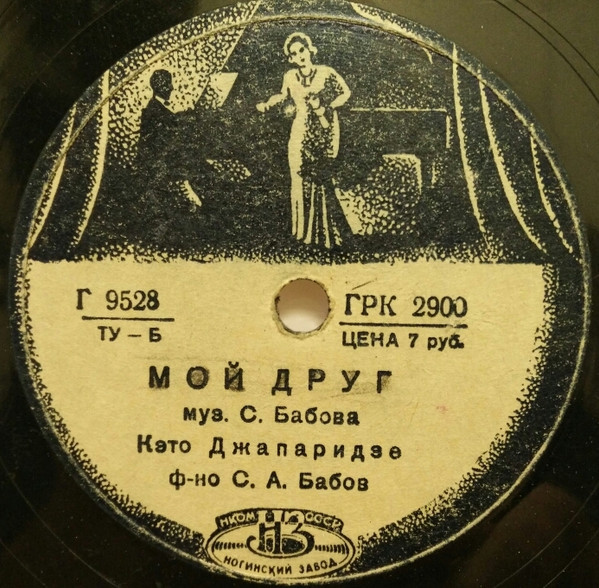 Г 9528
ТУ – Б
ГРК 2900
ЦЕНА 7 руб.
МОЙ ДРУГ
муз. С. Бабова
Кэто Джапаридзе
ф-но С. А. Бабов
НКОМ В К СССР
НЗ
НОГИНСКИЙ ЗАВОД